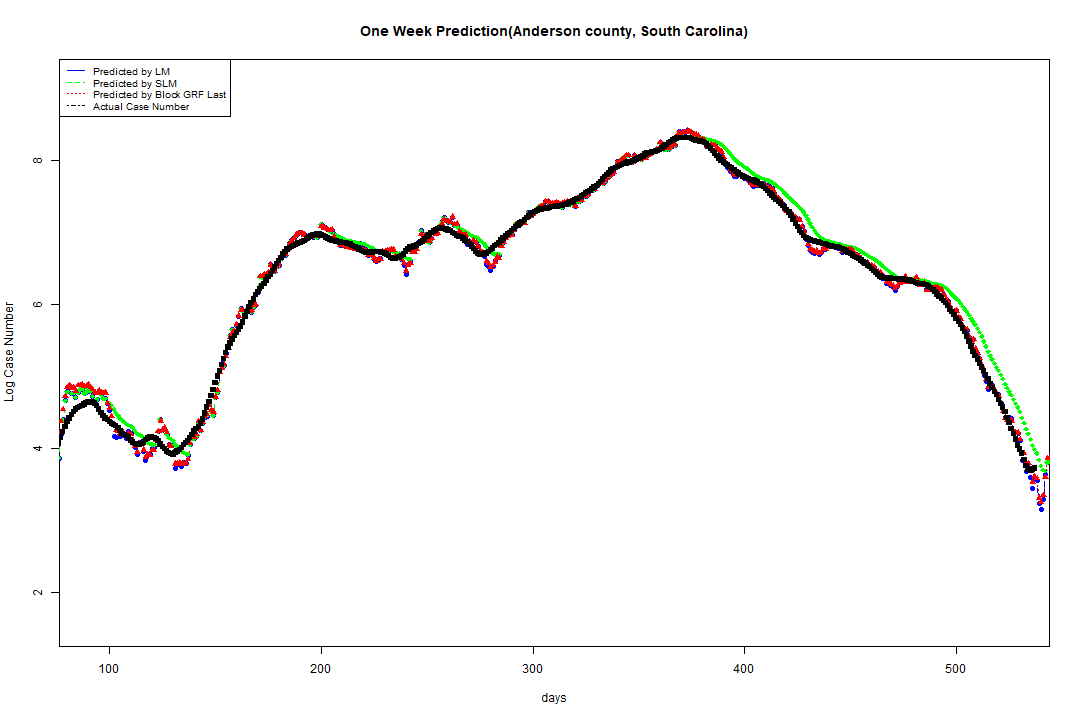 One Week Prediction(Anderson county, South Carolina)
Predicted by LM
Predicted by SLM
Predicted by Block GRF Last
Actual Case Number
8
6
4
2
Log Case Number
100 200 300 400 500
days